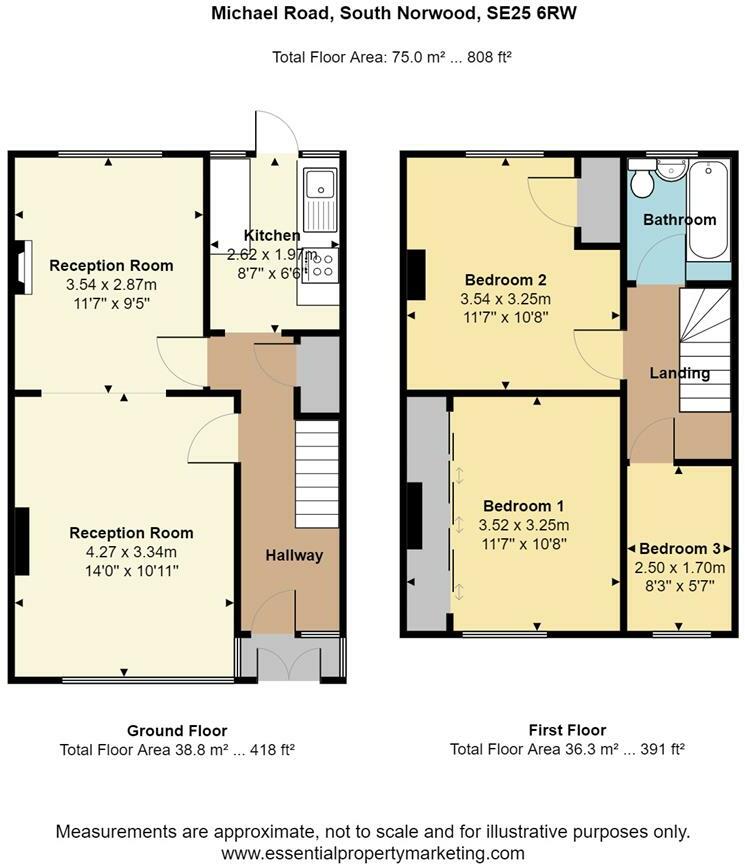 Michael Road, South Norwood, SE25 6RW
Total Floor Area: 75.0 m² ... 808 ft²
Reception Room
3.54 x 2.87m
11'7" x 9'5"
Kitchen
2.62 x 1.97m
8'7" x 6'6"
Reception Room
4.27 x 3.34m
14'0" x 10'11"
Hallway
Ground Floor
Total Floor Area 38.8 m² ... 418 ft²
Bedroom 2
3.54 x 3.25m
11'7" x 10'8"
Bathroom
Landing
Bedroom 1
3.52 x 3.25m
11'7" x 10'8"
Bedroom 3
2.50 x 1.70m
8'3" x 5'7"
First Floor
Total Floor Area 36.3 m² ... 391 ft²
Measurements are approximate, not to scale and for illustrative purposes only.
www.essentialpropertymarketing.com